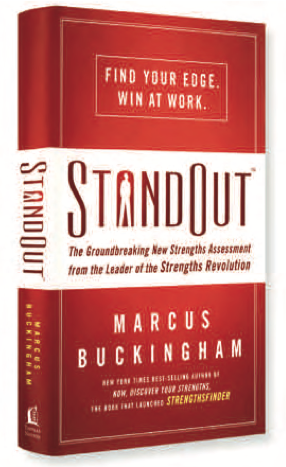 FIND YOUR EDGE.
WIN AT WORK.
STANDOUT™
The Groundbreaking New Strengths Assessment
from the Leader of the Strengths Revolution
MARCUS
BUCKINGHAM
NEW YORK TIMES BEST-SELLING AUTHOR OF
NOW, DISCOVER YOUR STRENGTHS,
THE BOOK THAT LAUNCHED STRENGTHSFINDER
STANDOUT
MARCUS
BUCKINGHAM